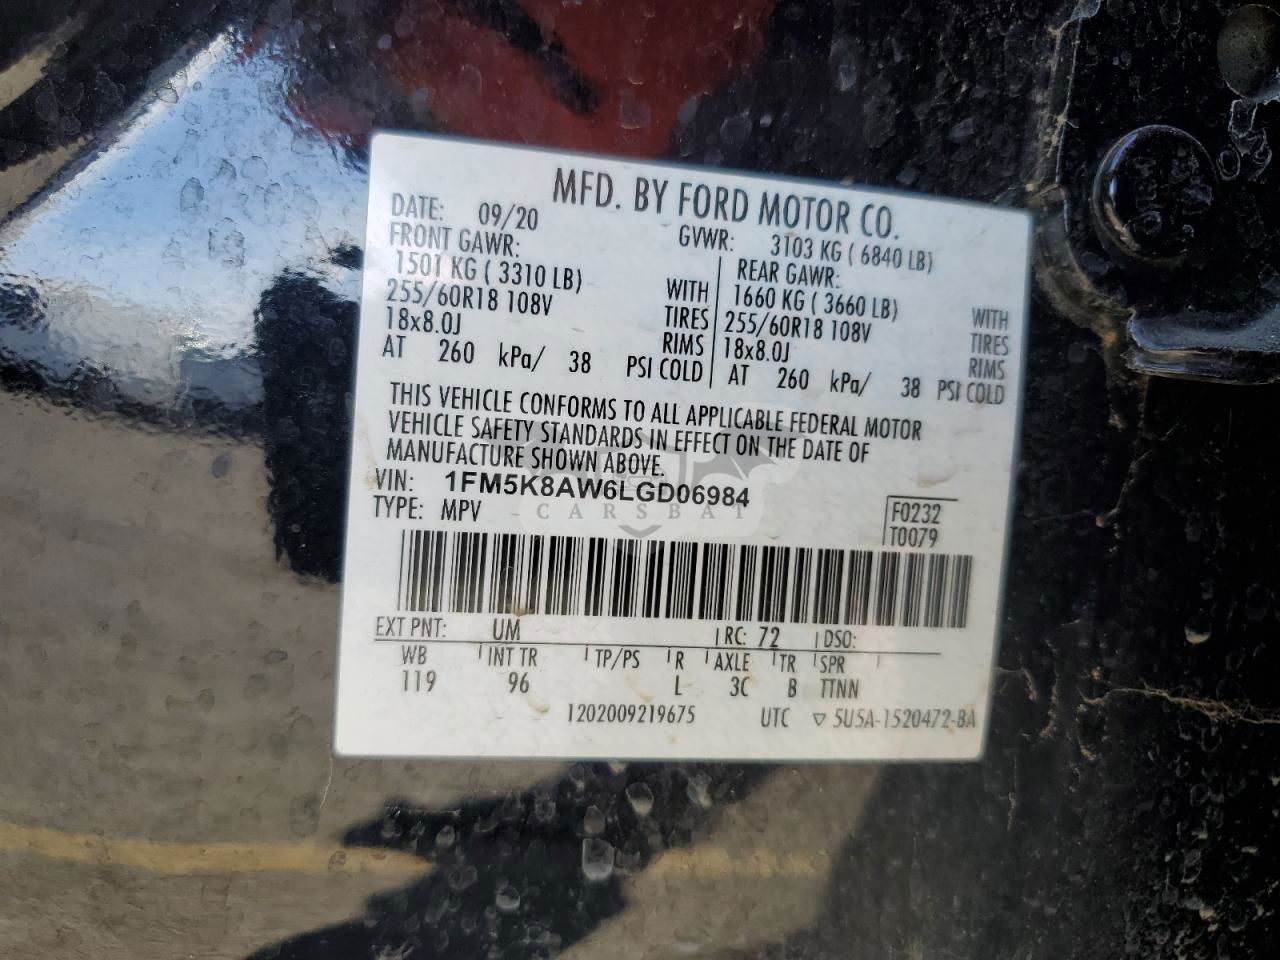 MFD. BY FORD MOTOR CO.
DATE: 09/20 GVWR: 3103 KG ( 6840 LB)
FRONT GAWR: REAR GAWR:
1501 KG ( 3310 LB) WITH 1660 KG ( 3660 LB) WITH
255/60R18 108V TIRES 255/60R18 108V TIRES
18x8.0J RIMS 18x8.0J RIMS
AT 260 kPa/ 38 PSI COLD AT 260 kPa/ 38 PSI COLD
THIS VEHICLE CONFORMS TO ALL APPLICABLE FEDERAL MOTOR
VEHICLE SAFETY STANDARDS IN EFFECT ON THE DATE OF
MANUFACTURE SHOWN ABOVE.
VIN: 1FM5K8AW6LGD06984
TYPE: MPV F0232
T0079
CARSBAT
EXT PNT: UM RC: 72 DSO:
WB INT TR TP/PS R AXLE TR SPR
119 96 L 3C B TTNN
1202009219675 UTC ▽ 5U5A-1520472-BA